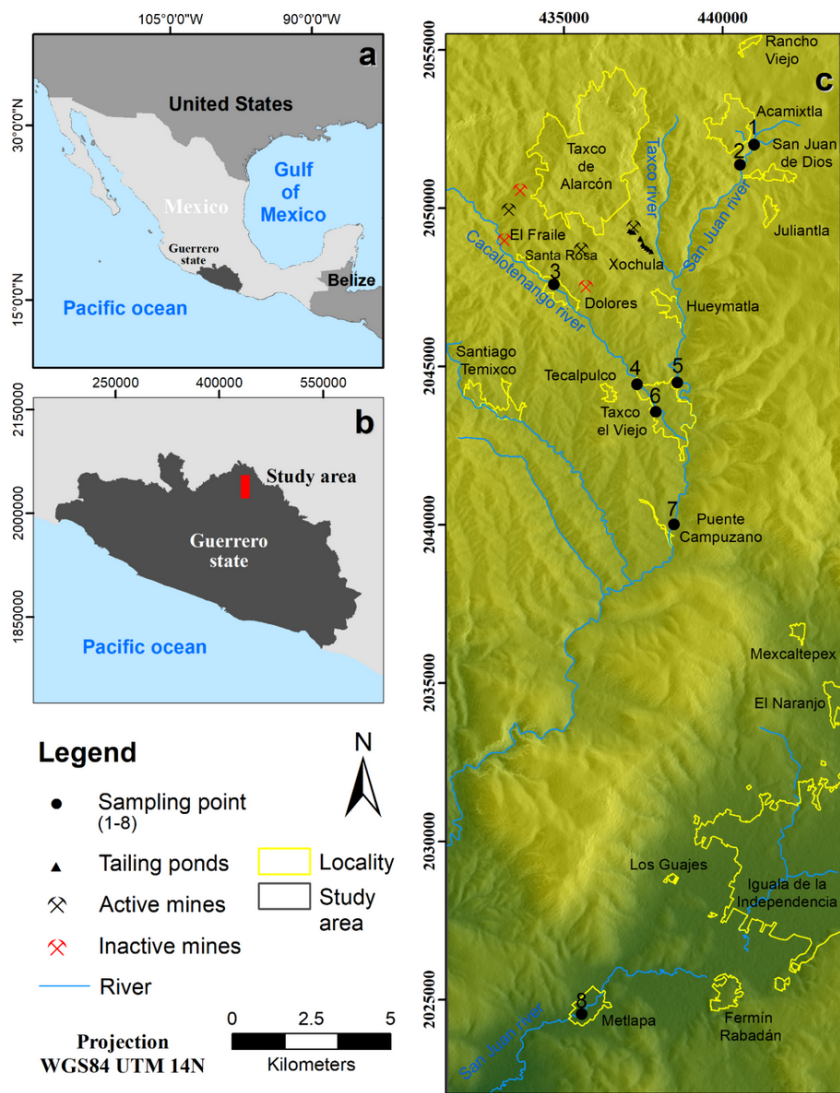 105°0'0"W
90°0'0"W
30°0'0"N
15°0'0"N
a
United States
Gulf
of
Mexico
Mexico
Guerrero
state
Belize
Pacific ocean
250000
400000
550000
2150000
2000000
1850000
b
Study area
Guerrero
state
Pacific ocean
Legend
N
Sampling point
(1-8)
Tailing ponds
Active mines
Inactive mines
River
Locality
Study
area
Projection
WGS84 UTM 14N
0
2.5
5
Kilometers
435000
440000
2055000
2050000
2045000
2040000
2035000
2030000
2025000
c
Rancho
Viejo
Acamixtla
1
San Juan
de Dios
2
Taxco
de
Alarcón
Taxco river
San Juan river
Juliantla
El Fraile
Santa Rosa
Xochula
Cacalotenango river
3
Dolores
Hueymatla
Santiago
Temixco
Tecalpulco
4
5
6
Taxco
el Viejo
7
Puente
Campuzano
Mexcaltepex
El Naranjo
Los Guajes
Iguala de la
Independencia
8
Metlapa
Fermín
Rabadán
San Juan river